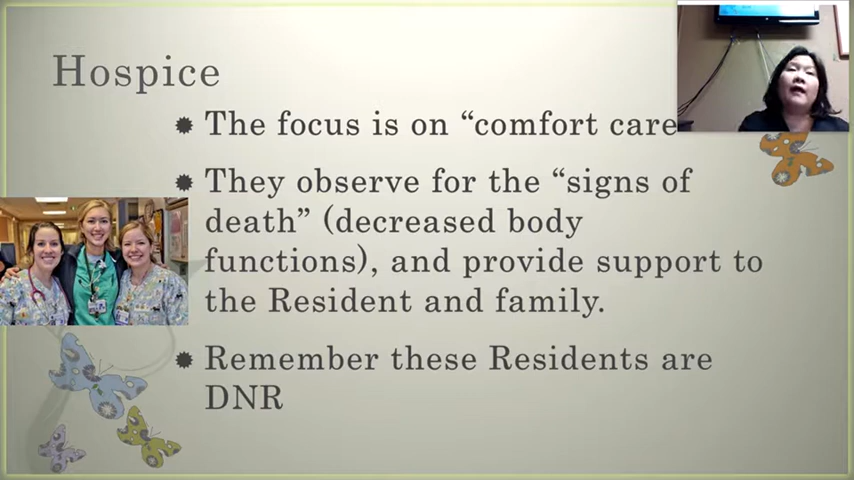 Hospice
The focus is on “comfort care
They observe for the “signs of
death” (decreased body
functions), and provide support to
the Resident and family.
Remember these Residents are
DNR